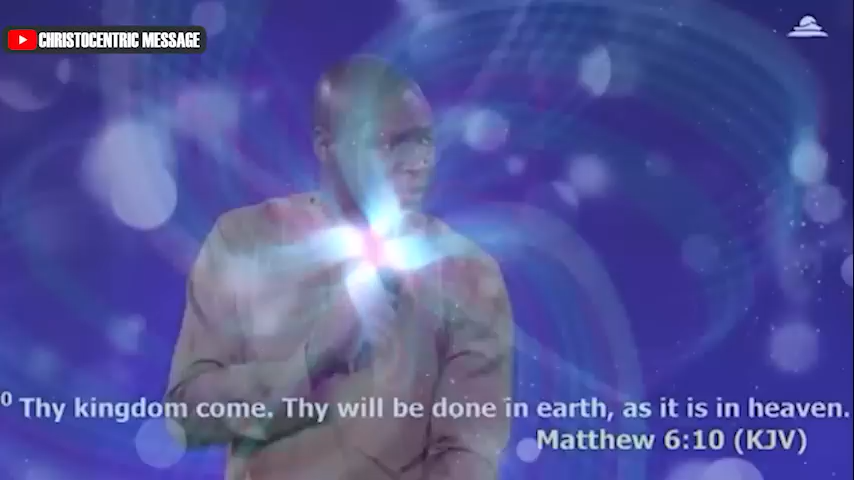 CHRISTOCENTRIC MESSAGE
0 Thy kingdom come. Thy will be done in earth, as it is in heaven.
Matthew 6:10 (KJV)